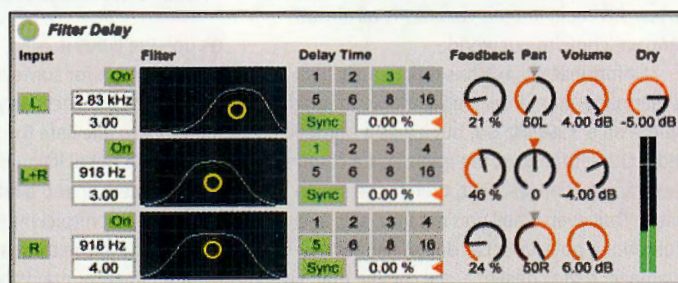 Filter Delay
Input Filter Delay Time Feedback Pan Volume Dry
On 1 2 3 4
L 2.83 kHz 5 6 8 16
3.00 Sync 0.00 % 21 % 50L 4.00 dB -5.00 dB
On 1 2 3 4
L+R 918 Hz 5 6 8 16
3.00 Sync 0.00 % 46 % 0 -4.00 dB
On 1 2 3 4
R 918 Hz 5 6 8 16
4.00 Sync 0.00 % 24 % 50R 6.00 dB